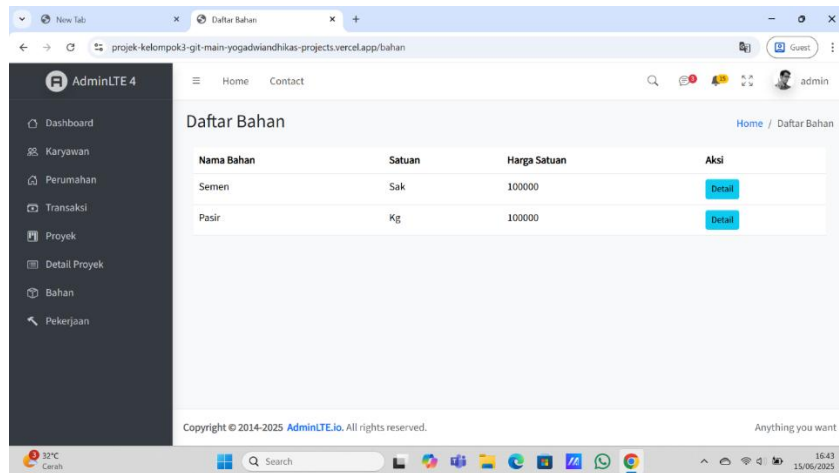 New Tab
Daftar Bahan
projek-kelompok3-git-main-yogadwiandhikas-projects.vercel.app/bahan
Guest
AdminLTE 4
Home Contact
3
15
admin
Dashboard
Karyawan
Perumahan
Transaksi
Proyek
Detail Proyek
Bahan
Pekerjaan
Daftar Bahan
Home / Daftar Bahan
Nama Bahan Satuan Harga Satuan Aksi
Semen Sak 100000 Detail
Pasir Kg 100000 Detail
Copyright © 2014-2025 AdminLTE.io. All rights reserved.
Anything you want
3
32°C
Cerah
Search
16.43
15/06/2025